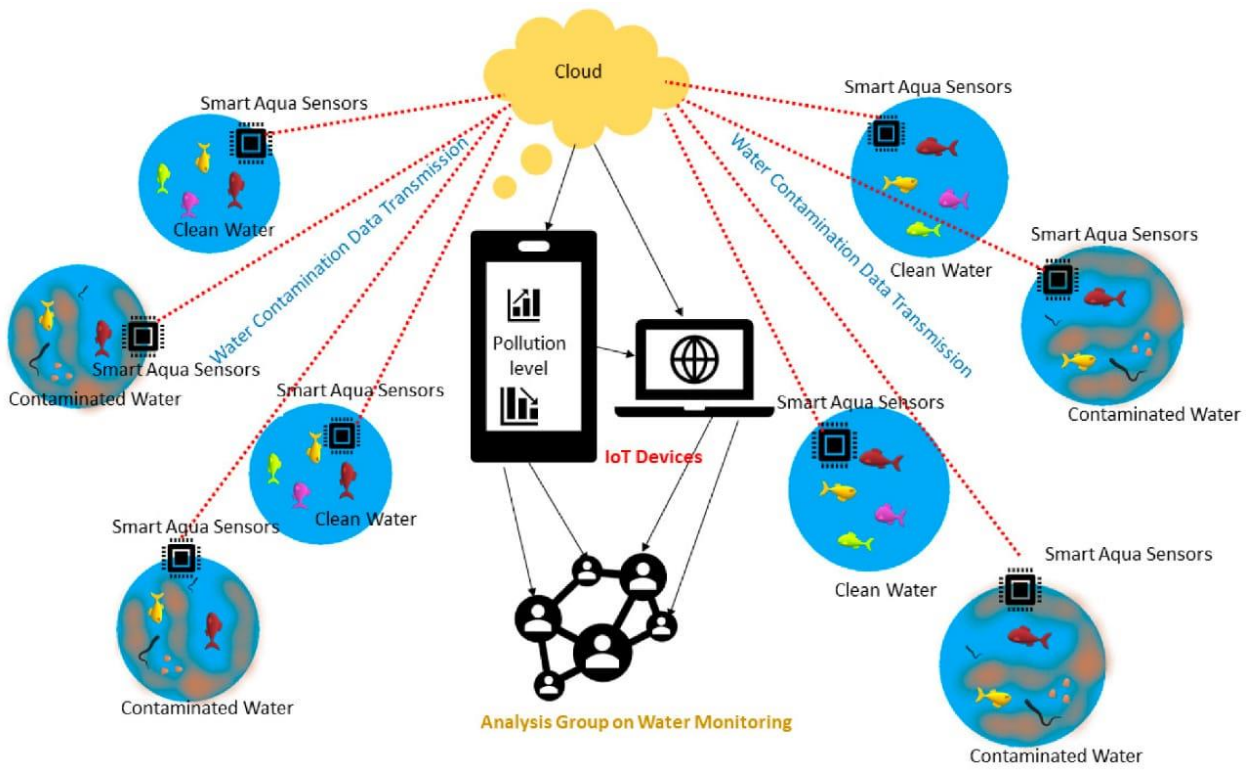 Cloud
Smart Aqua Sensors
Smart Aqua Sensors
Water Contamination Data Transmission
Water Contamination Data Transmission
Clean Water
Smart Aqua Sensors
Clean Water
Pollution
level
Smart Aqua Sensors
Contaminated Water
Smart Aqua Sensors
Smart Aqua Sensors
Contaminated Water
IoT Devices
Clean Water
Smart Aqua Sensors
Smart Aqua Sensors
Clean Water
Contaminated Water
Analysis Group on Water Monitoring
Contaminated Water